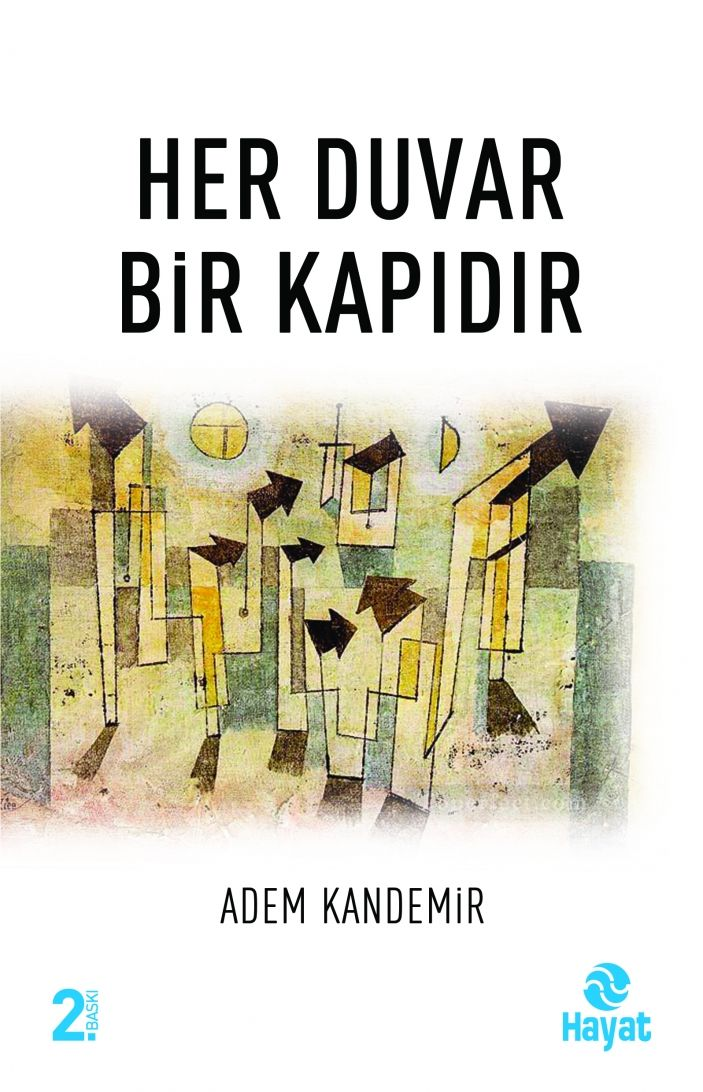 HER DUVAR
BİR KAPIDIR
ADEM KANDEMİR
2. BASKI
Hayat